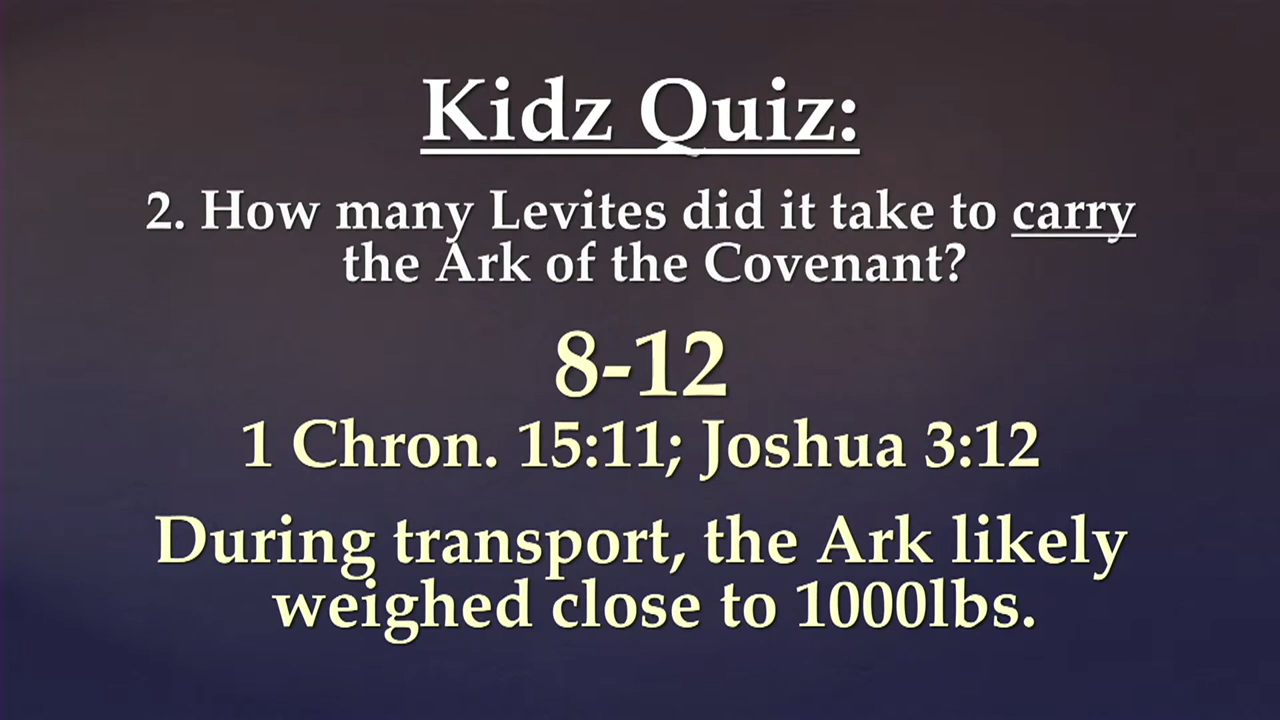 Kidz Quiz:
2. How many Levites did it take to carry
the Ark of the Covenant?
8-12
1 Chron. 15:11; Joshua 3:12
During transport, the Ark likely
weighed close to 1000lbs.